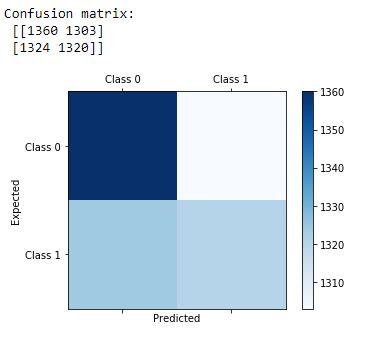 Confusion matrix:
[[1360 1303]
[1324 1320]]
Class 0 Class 1
1360
1350
Class 0
1340
Expected
1330
1320
Class 1
1310
Predicted